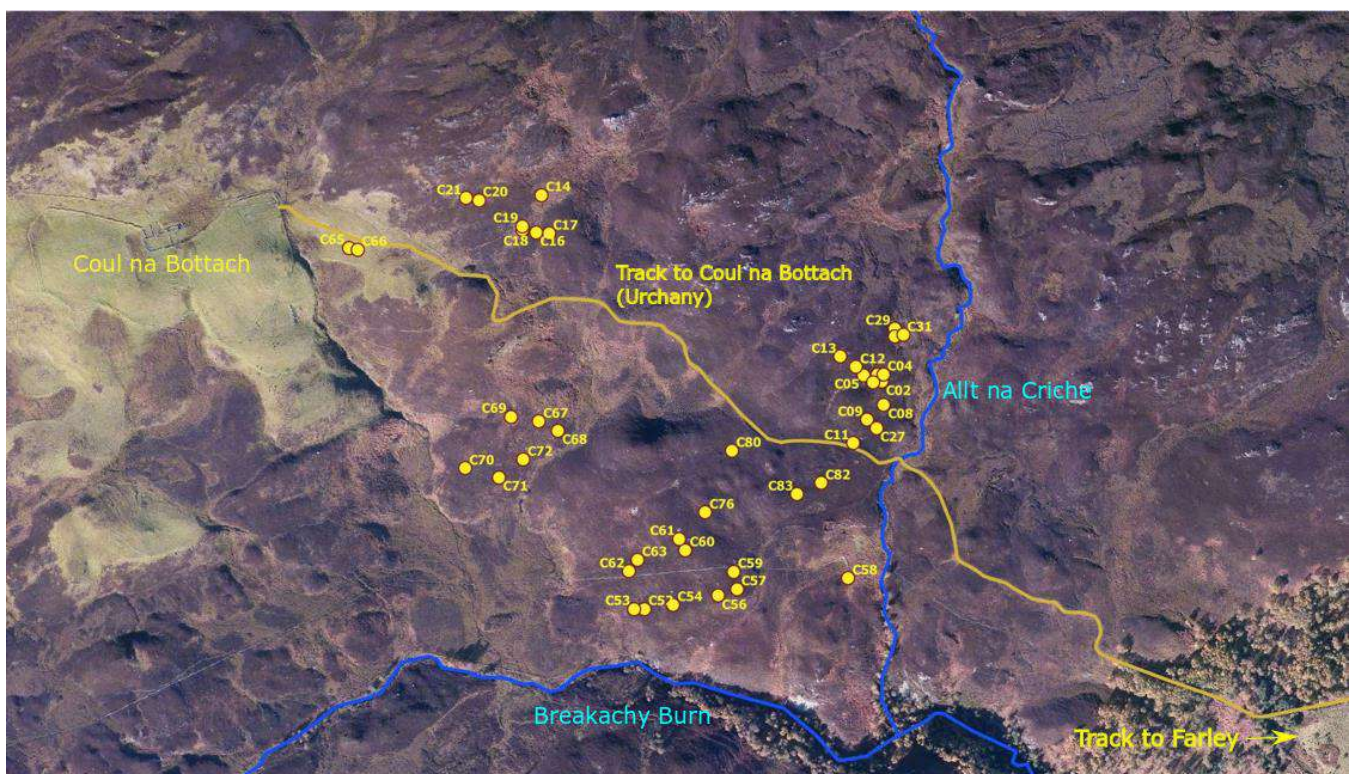 C21
C20
C14
C19
C17
C18
C16
C65
C66
Coul na Bottach
Track to Coul na Bottach
(Urchany)
C29
C31
C13
C12
C04
C05
C02
Allt na Criche
C09
C08
C11
C27
C69
C67
C68
C72
C70
C71
C80
C82
C83
C76
C61
C60
C63
C62
C59
C58
C57
C54
C56
C53
C52
Breakachy Burn
Track to Farley